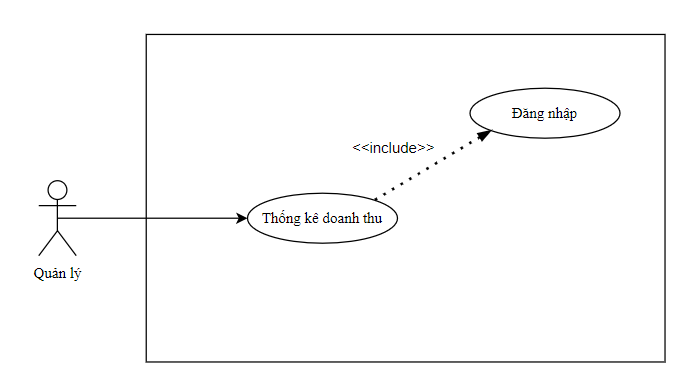 Đăng nhập
<<include>>
Thống kê doanh thu
Quản lý